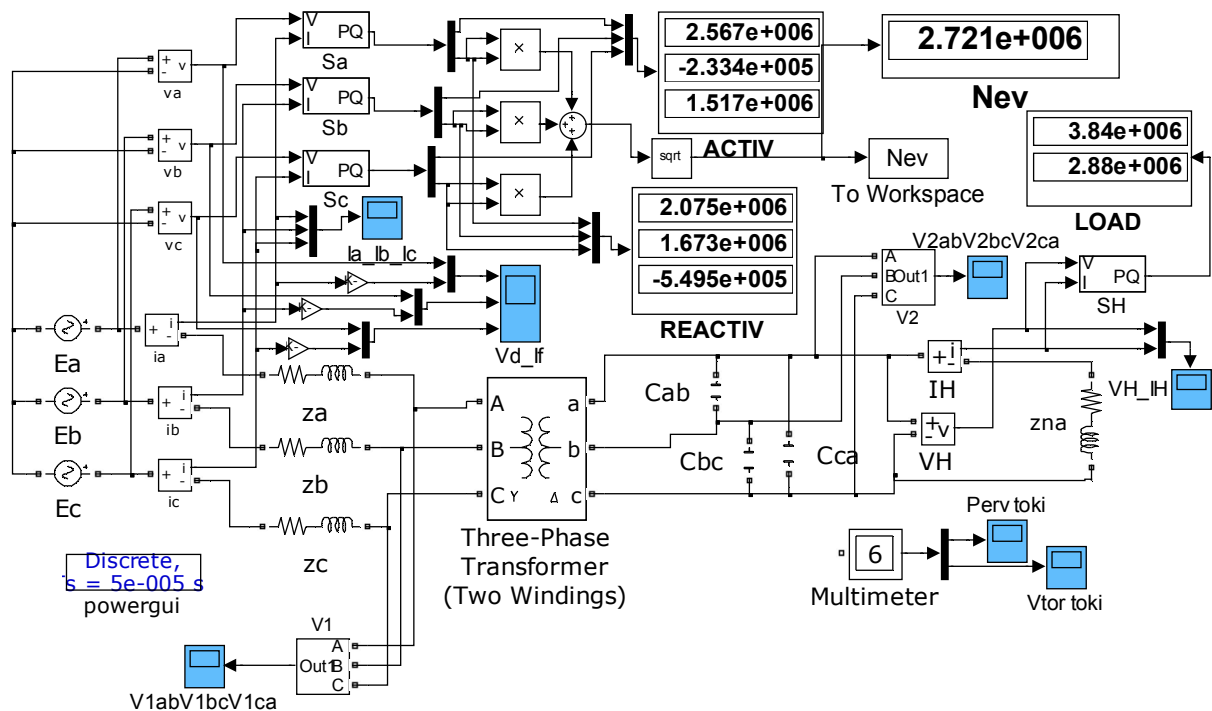 V
I
PQ
Sa
V
I
PQ
Sb
V
I
PQ
Sc
+
-
v
va
+
-
v
vb
+
-
v
vc
×
×
×
+
+
+
sqrt
2.567e+006
-2.334e+005
1.517e+006
ACTIV
2.721e+006
Nev
Nev
To Workspace
3.84e+006
2.88e+006
LOAD
2.075e+006
1.673e+006
-5.495e+005
REACTIV
Ia_Ib_Ic
K-
K-
K-
Vd_If
V2abV2bcV2ca
A
B
C
Out1
V2
V
I
PQ
SH
Ea
Eb
Ec
+
-
i
ia
+
-
i
ib
+
-
i
ic
za
zb
zc
A
B
C
Y
Δ
a
b
c
Three-Phase
Transformer
(Two Windings)
Cab
Cbc
Cca
+
-
i
IH
+
-
v
VH
VH_IH
zna
Discrete,
s = 5e-005 s
powergui
V1
Out1
A
B
C
V1abV1bcV1ca
6
Multimeter
Perv toki
Vtor toki